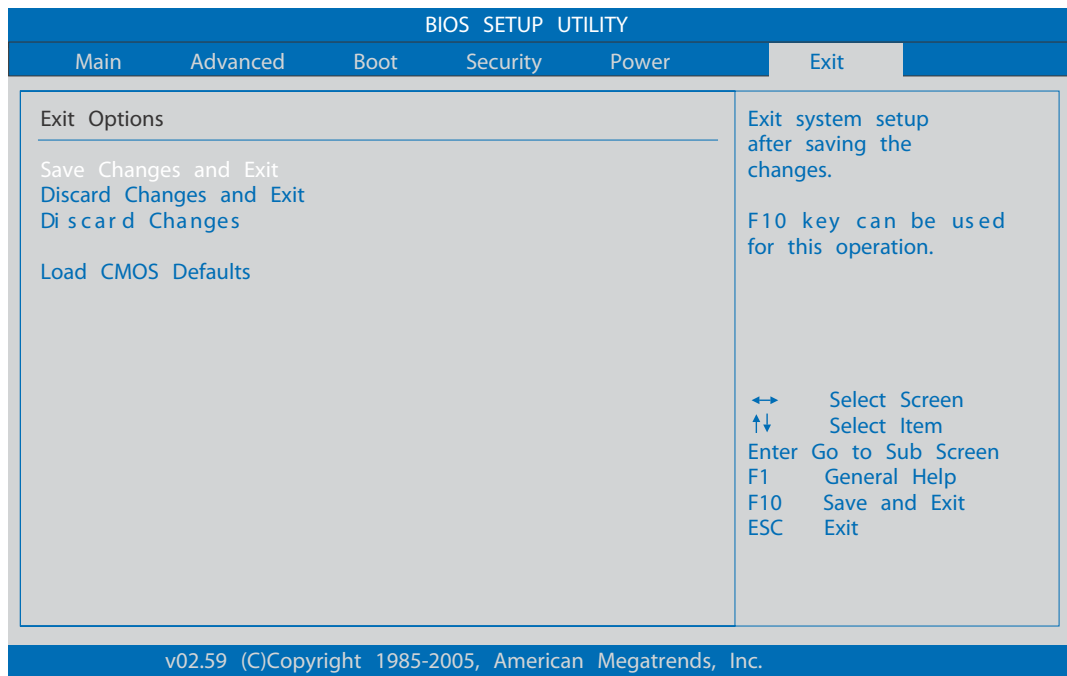 BIOS SETUP UTILITY
Main Advanced Boot Security Power Exit
Exit Options
Save Changes and Exit
Discard Changes and Exit
Discard Changes
Load CMOS Defaults
Exit system setup
after saving the
changes.
F10 key can be used
for this operation.
↔ Select Screen
↑↓ Select Item
Enter Go to Sub Screen
F1 General Help
F10 Save and Exit
ESC Exit
v02.59 (C)Copyright 1985-2005, American Megatrends, Inc.